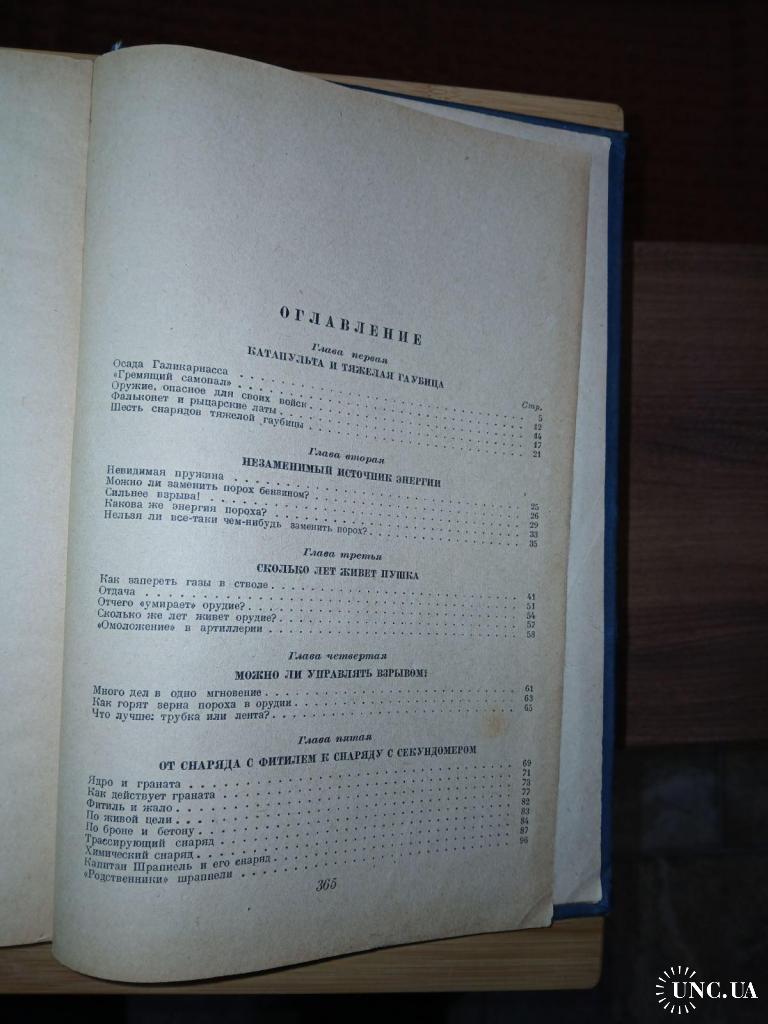 ОГЛАВЛЕНИЕ
Глава первая
КАТАПУЛЬТА И ТЯЖЕЛАЯ ГАУБИЦА
Стр.
Осада Галикарнасса . . . 5
«Гремящий самопал» . . . 12
Оружие, опасное для своих войск . . . 14
Фальконет и рыцарские латы . . . 17
Шесть снарядов тяжелой гаубицы . . . 21
Глава вторая
НЕЗАМЕНИМЫЙ ИСТОЧНИК ЭНЕРГИИ
Невидимая пружина . . . 25
Можно ли заменить порох бензином? . . . 26
Сильнее взрыва! . . . 29
Какова же энергия пороха? . . . 33
Нельзя ли все-таки чем-нибудь заменить порох? . . . 35
Глава третья
СКОЛЬКО ЛЕТ ЖИВЕТ ПУШКА
Как запереть газы в стволе . . . 41
Отдача . . . 51
Отчего «умирает» орудие? . . . 54
Сколько же лет живет орудие? . . . 57
«Омоложение» в артиллерии . . . 58
Глава четвертая
МОЖНО ЛИ УПРАВЛЯТЬ ВЗРЫВОМ?
Много дел в одно мгновение . . . 61
Как горят зерна пороха в орудии . . . 63
Что лучше: трубка или лента? . . . 65
Глава пятая
ОТ СНАРЯДА С ФИТИЛЕМ К СНАРЯДУ С СЕКУНДОМЕРОМ
Ядро и граната . . . 69
Как действует граната . . . 71
Фитиль и жало . . . 73
По живой цели . . . 77
По броне и бетону . . . 82
Трассирующий снаряд . . . 83
Химический снаряд . . . 84
Капитан Шрапнель и его снаряд . . . 87
«Родственники» шрапнели . . . 96
365
UNC.UA